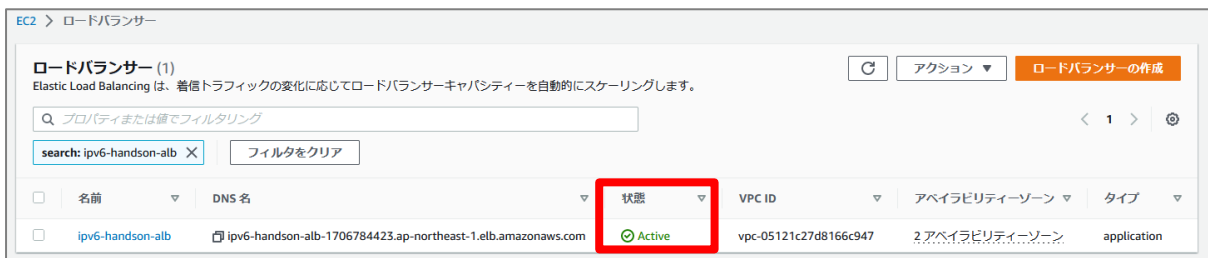 EC2 > ロードバランサー
ロードバランサー (1)
Elastic Load Balancing は、着信トラフィックの変化に応じてロードバランサーキャパシティーを自動的にスケーリングします。
アクション ▼
ロードバランサーの作成
プロパティまたは値でフィルタリング
< 1 >
search: ipv6-handson-alb ×
フィルタをクリア
名前 DNS 名 状態 VPC ID アベイラビリティーゾーン タイプ
ipv6-handson-alb ipv6-handson-alb-1706784423.ap-northeast-1.elb.amazonaws.com Active vpc-05121c27d8166c947 2 アベイラビリティーゾーン application